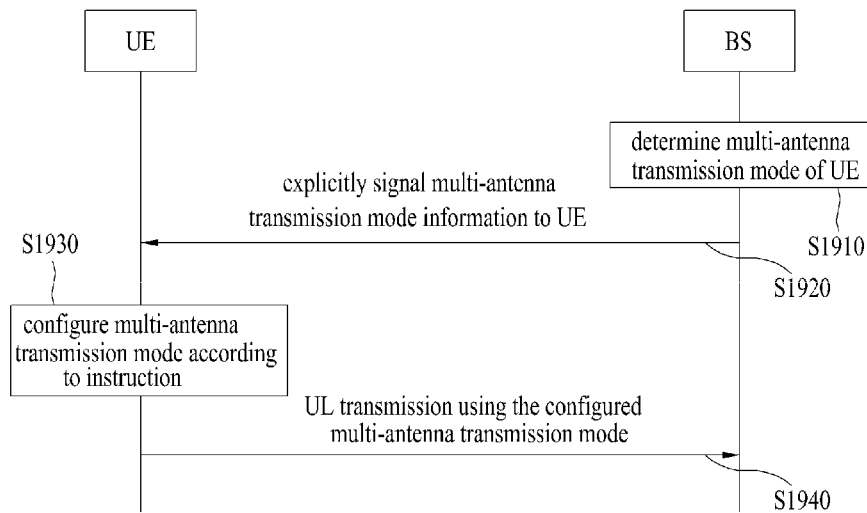 UE
BS
determine multi-antenna
transmission mode of UE
S1910
explicitly signal multi-antenna
transmission mode information to UE
S1920
S1930
configure multi-antenna
transmission mode according
to instruction
UL transmission using the configured
multi-antenna transmission mode
S1940